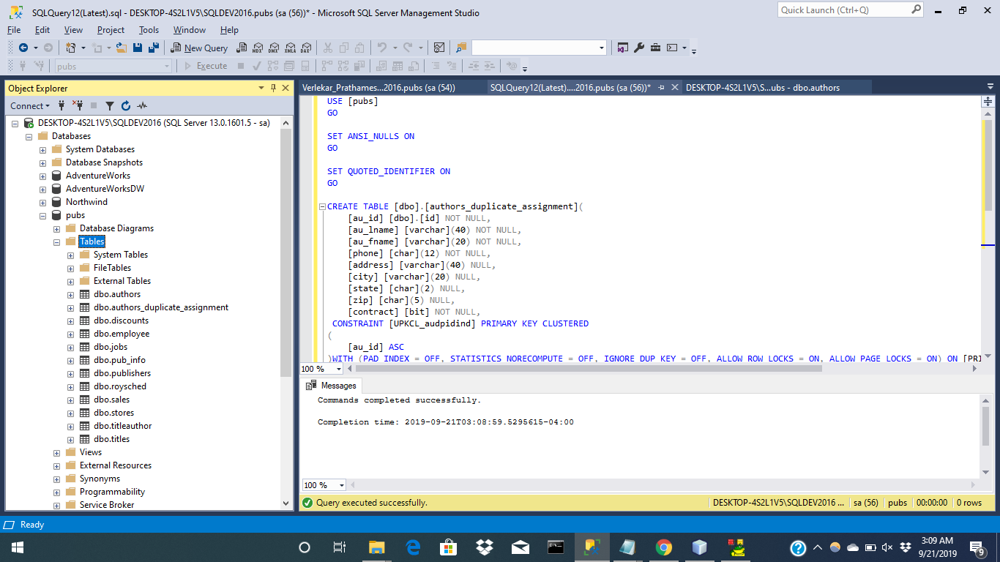 SQLQuery12(Latest).sql - DESKTOP-4S2L1V5\SQLDEV2016.pubs (sa (56))* - Microsoft SQL Server Management Studio
Quick Launch (Ctrl+Q)
File Edit View Project Tools Window Help
New Query MDX DMX XMLA DAX
pubs Execute
Object Explorer
Verlekar_Prathames...2016.pubs (sa (54)) SQLQuery12(Latest)....2016.pubs (sa (56))* DESKTOP-4S2L1V5\S...ubs - dbo.authors
Connect
DESKTOP-4S2L1V5\SQLDEV2016 (SQL Server 13.0.1601.5 - sa)
Databases
System Databases
Database Snapshots
AdventureWorks
AdventureWorksDW
Northwind
pubs
Database Diagrams
Tables
System Tables
FileTables
External Tables
dbo.authors
dbo.authors_duplicate_assignment
dbo.discounts
dbo.employee
dbo.jobs
dbo.pub_info
dbo.publishers
dbo.roysched
dbo.sales
dbo.stores
dbo.titleauthor
dbo.titles
Views
External Resources
Synonyms
Programmability
Service Broker
USE [pubs]
GO
SET ANSI_NULLS ON
GO
SET QUOTED_IDENTIFIER ON
GO
CREATE TABLE [dbo].[authors_duplicate_assignment](
[au_id] [dbo].[id] NOT NULL,
[au_lname] [varchar](40) NOT NULL,
[au_fname] [varchar](20) NOT NULL,
[phone] [char](12) NOT NULL,
[address] [varchar](40) NULL,
[city] [varchar](20) NULL,
[state] [char](2) NULL,
[zip] [char](5) NULL,
[contract] [bit] NOT NULL,
CONSTRAINT [UPKCL_audpidind] PRIMARY KEY CLUSTERED
(
[au_id] ASC
)WITH (PAD_INDEX = OFF, STATISTICS_NORECOMPUTE = OFF, IGNORE_DUP_KEY = OFF, ALLOW_ROW_LOCKS = ON, ALLOW_PAGE_LOCKS = ON) ON [PRI
100 %
Messages
Commands completed successfully.
Completion time: 2019-09-21T03:08:59.5295615-04:00
100 %
Query executed successfully. DESKTOP-4S2L1V5\SQLDEV2016 ... sa (56) pubs 00:00:00 0 rows
Ready
3:09 AM
9/21/2019
9